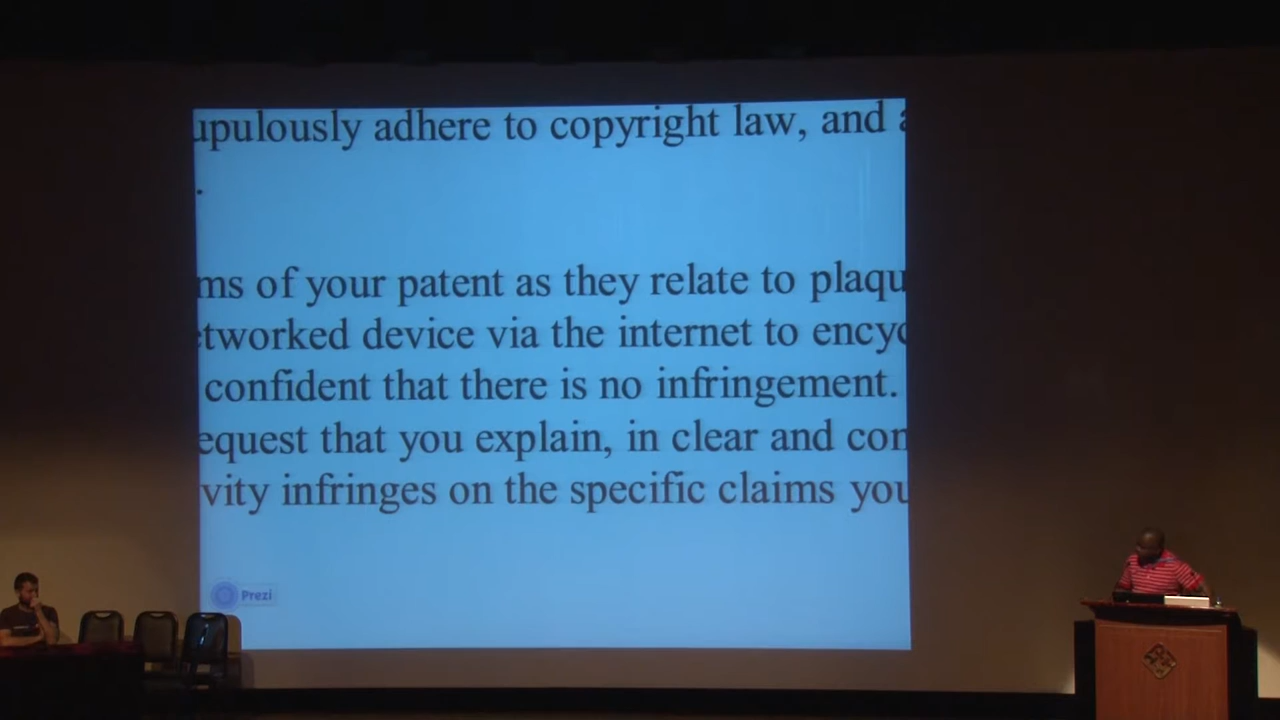 upulously adhere to copyright law, and a
.
ms of your patent as they relate to plaqu
tworked device via the internet to encyc
confident that there is no infringement.
equest that you explain, in clear and con
vity infringes on the specific claims you
Prezi